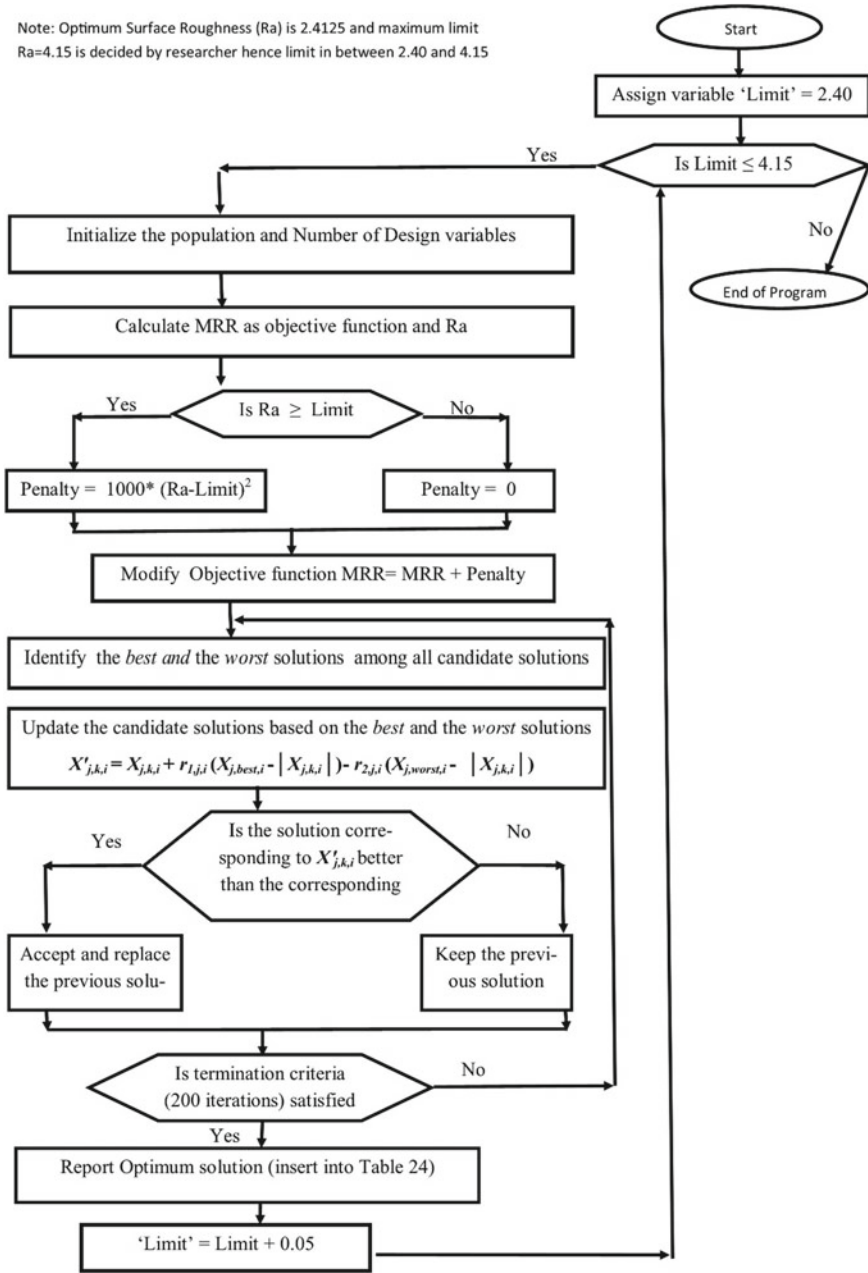 Note: Optimum Surface Roughness (Ra) is 2.4125 and maximum limit
Ra=4.15 is decided by researcher hence limit in between 2.40 and 4.15
Start
Assign variable ‘Limit’ = 2.40
Is Limit ≤ 4.15
Yes
No
End of Program
Initialize the population and Number of Design variables
Calculate MRR as objective function and Ra
Is Ra ≥ Limit
Yes
No
Penalty = 1000* (Ra-Limit)²
Penalty = 0
Modify Objective function MRR= MRR + Penalty
Identify the best and the worst solutions among all candidate solutions
Update the candidate solutions based on the best and the worst solutions
X'j,k,i = Xj,k,i + r1,j,i (Xj,best,i - |Xj,k,i|) - r2,j,i (Xj,worst,i - |Xj,k,i|)
Is the solution corre-
sponding to X'j,k,i better
than the corresponding
Yes
No
Accept and replace
the previous solu-
Keep the previ-
ous solution
Is termination criteria
(200 iterations) satisfied
No
Yes
Report Optimum solution (insert into Table 24)
‘Limit’ = Limit + 0.05